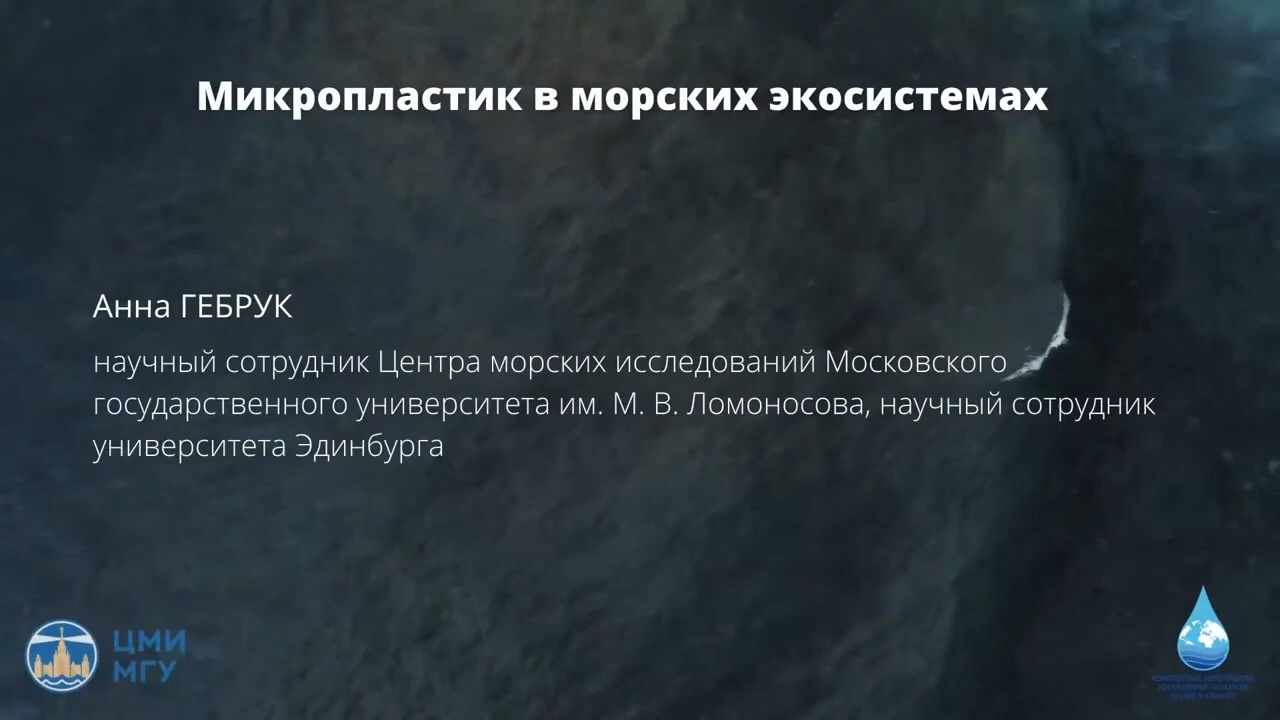 Микропластик в морских экосистемах
Анна ГЕБРУК
научный сотрудник Центра морских исследований Московского
государственного университета им. М. В. Ломоносова, научный сотрудник
университета Эдинбурга
ЦМИ
МГУ